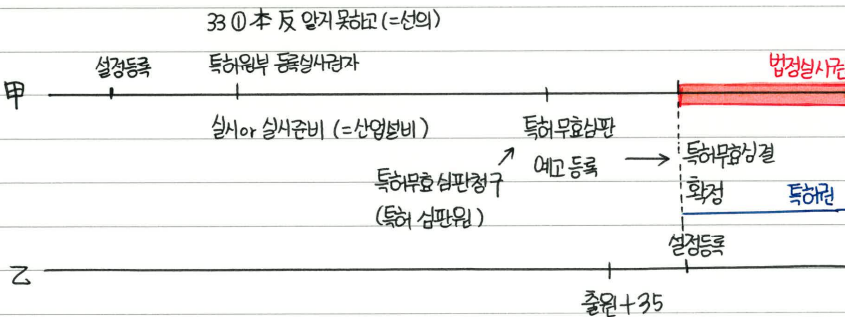 33 ① 本 反 알지 못하고 (=선의)
설정등록
특허원부 등록실시권자
법정실시권
甲
실시 or 실시준비 (=산업설비)
특허무효심판
예고등록
특허무효심결
확정
특허무효심판청구
(특허심판원)
특허권
설정등록
乙
출원+35